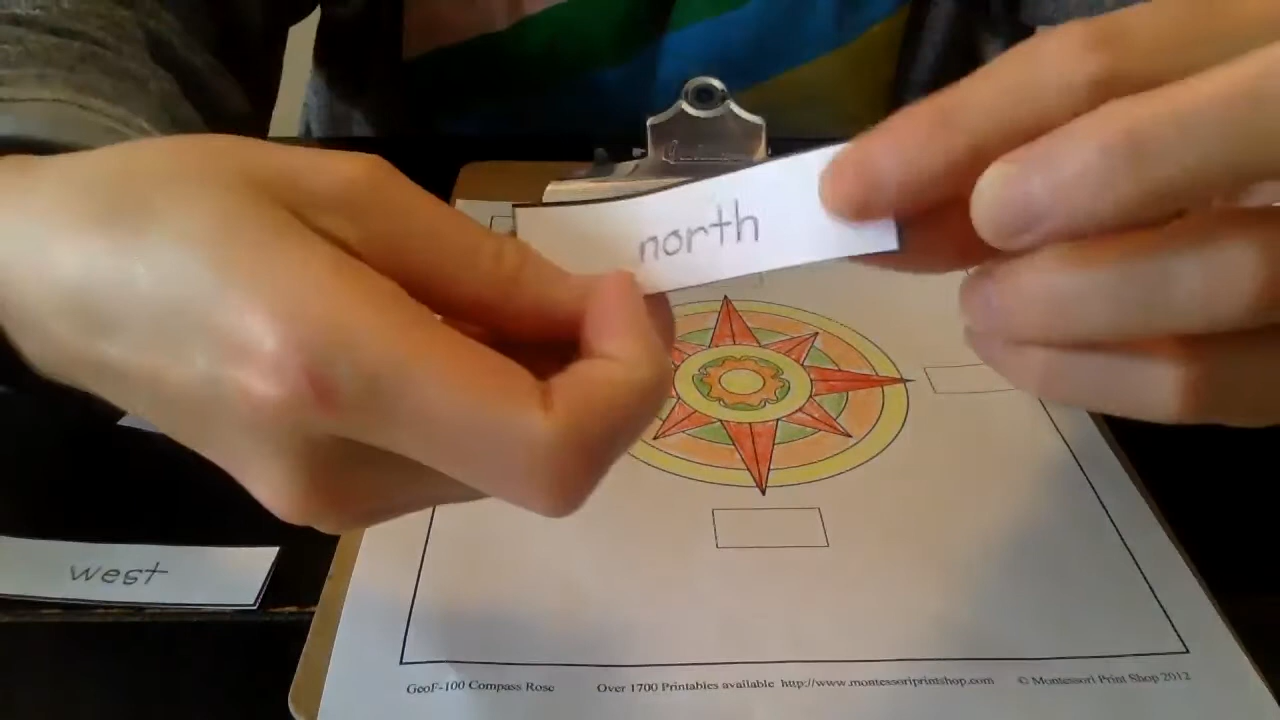 north
west
GeoF-100 Compass Rose Over 1700 Printables available http://www.montessoriprintshop.com © Montessori Print Shop 2012